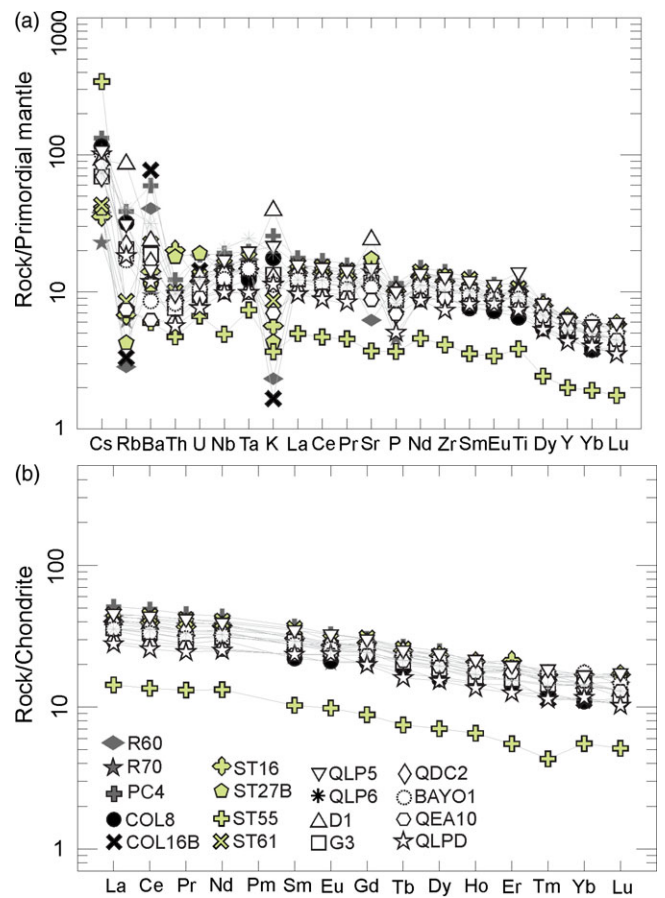 (a)
Rock/Primordial mantle
1000
100
10
1
Cs Rb Ba Th U Nb Ta K La Ce Pr Sr P Nd Zr Sm Eu Ti Dy Y Yb Lu
(b)
Rock/Chondrite
100
10
1
R60
R70
PC4
COL8
COL16B
ST16
ST27B
ST55
ST61
QLP5
QLP6
D1
G3
QDC2
BAYO1
QEA10
QLPD
La Ce Pr Nd Pm Sm Eu Gd Tb Dy Ho Er Tm Yb Lu